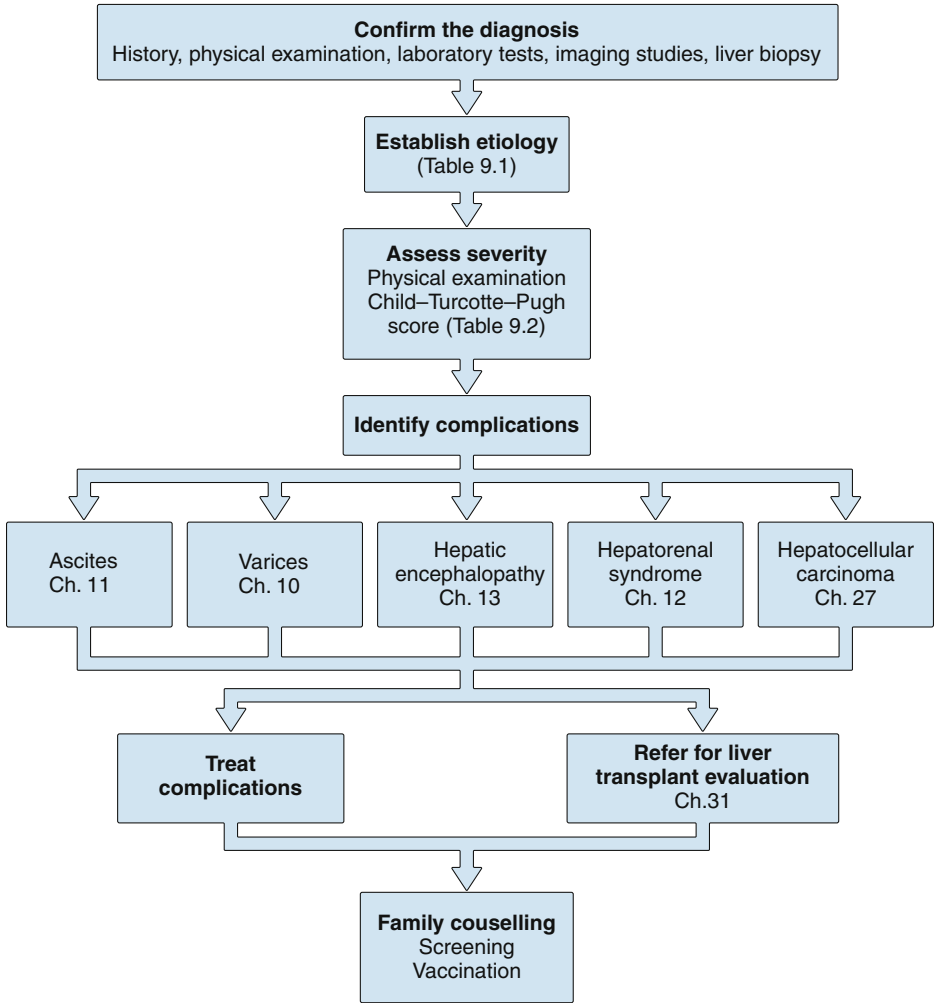 Confirm the diagnosis
History, physical examination, laboratory tests, imaging studies, liver biopsy
Establish etiology
(Table 9.1)
Assess severity
Physical examination
Child–Turcotte–Pugh
score (Table 9.2)
Identify complications
Ascites
Ch. 11
Varices
Ch. 10
Hepatic
encephalopathy
Ch. 13
Hepatorenal
syndrome
Ch. 12
Hepatocellular
carcinoma
Ch. 27
Treat
complications
Refer for liver
transplant evaluation
Ch.31
Family couselling
Screening
Vaccination